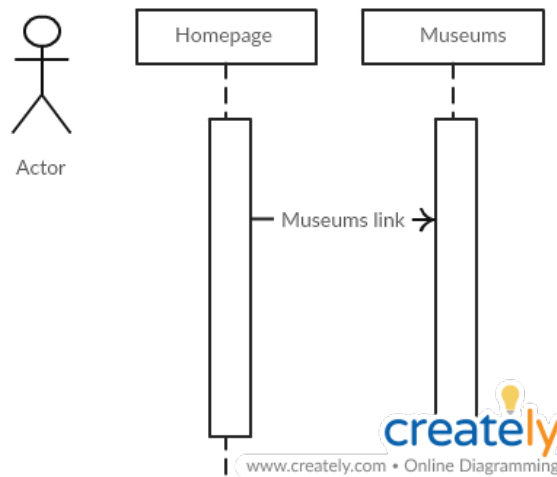 Homepage
Museums
Actor
Museums link
creately
www.creately.com • Online Diagramming